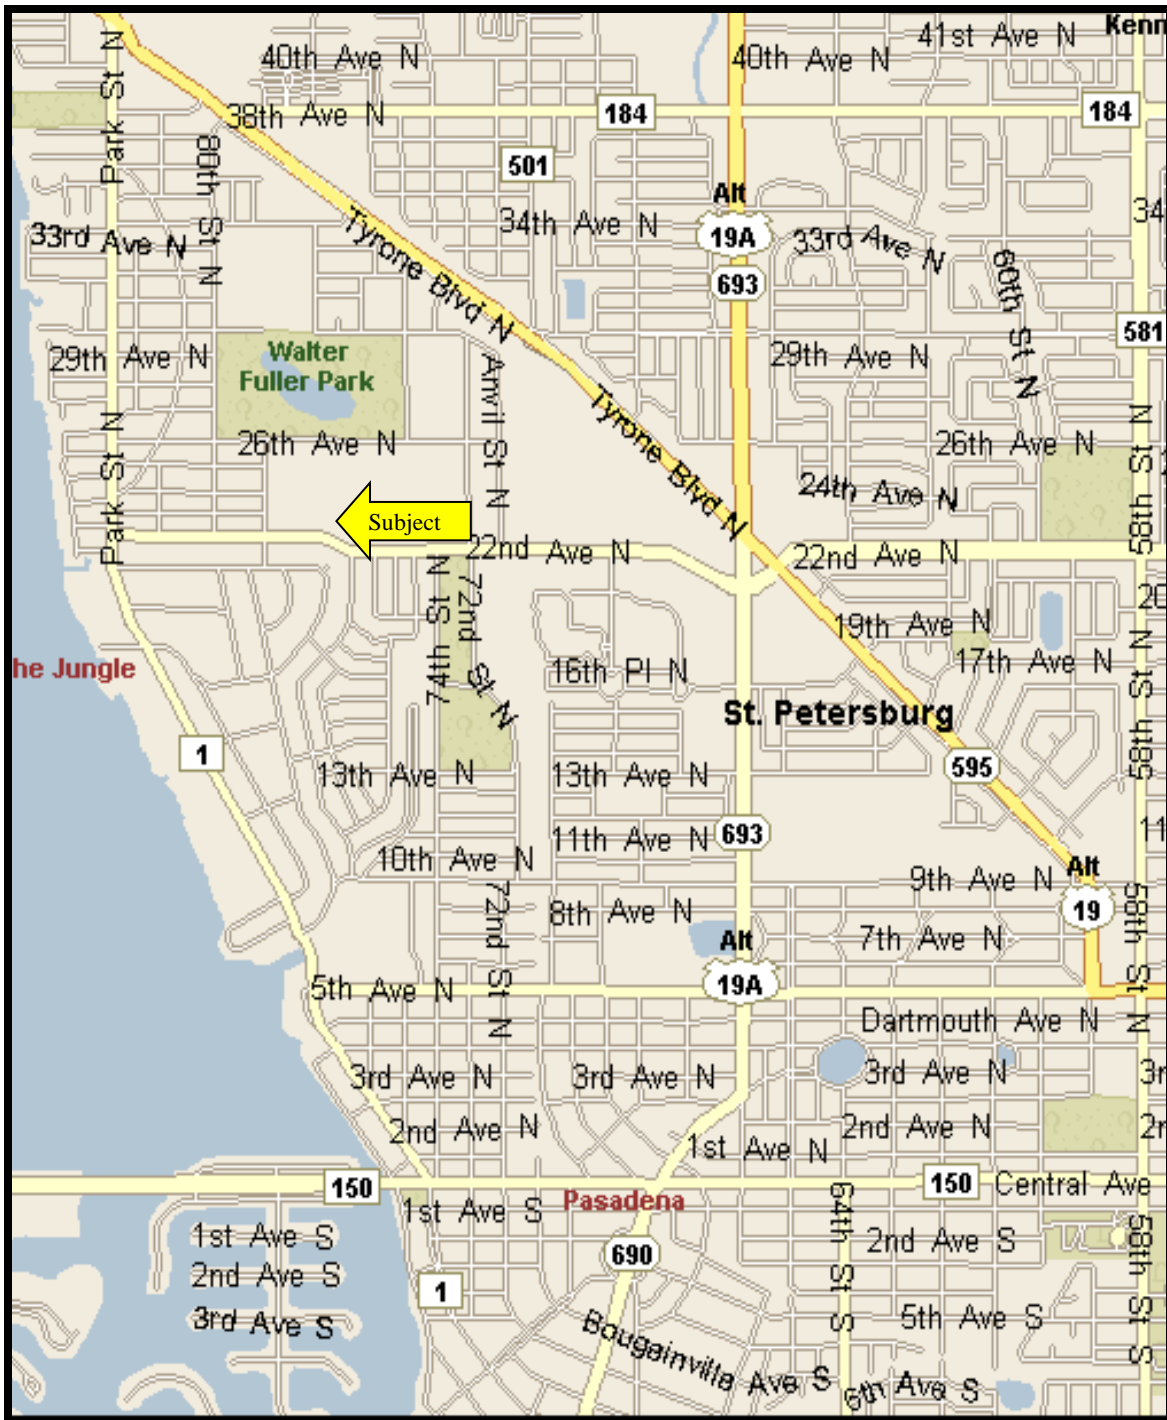 41st Ave N
Kenn
40th Ave N
40th Ave N
Park St N
38th Ave N
184
184
80th St N
501
Alt
19A
34th Ave N
34
33rd Ave N
33rd Ave N
Tyrone Blvd N
693
60th St N
581
Walter
Fuller Park
29th Ave N
29th Ave N
Anvil St N
Tyrone Blvd N
26th Ave N
26th Ave N
Park St N
58th St N
24th Ave N
Subject
22nd Ave N
22nd Ave N
74th St N
72nd St N
20
19th Ave N
17th Ave N
he Jungle
16th Pl N
58th St N
St. Petersburg
1
595
13th Ave N
13th Ave N
693
11th Ave N
11
10th Ave N
Alt
19
9th Ave N
72nd St N
8th Ave N
58th St N
Alt
19A
7th Ave N
5th Ave N
Dartmouth Ave N
3rd Ave N
3rd Ave N
3rd Ave N
3r
2nd Ave N
2nd Ave N
2r
1st Ave N
150
150
Central Ave
Pasadena
1st Ave S
64th St S
58th St S
1st Ave S
2nd Ave S
690
2nd Ave S
1
3rd Ave S
5th Ave S
Bougainvilla Ave S
6th Ave S